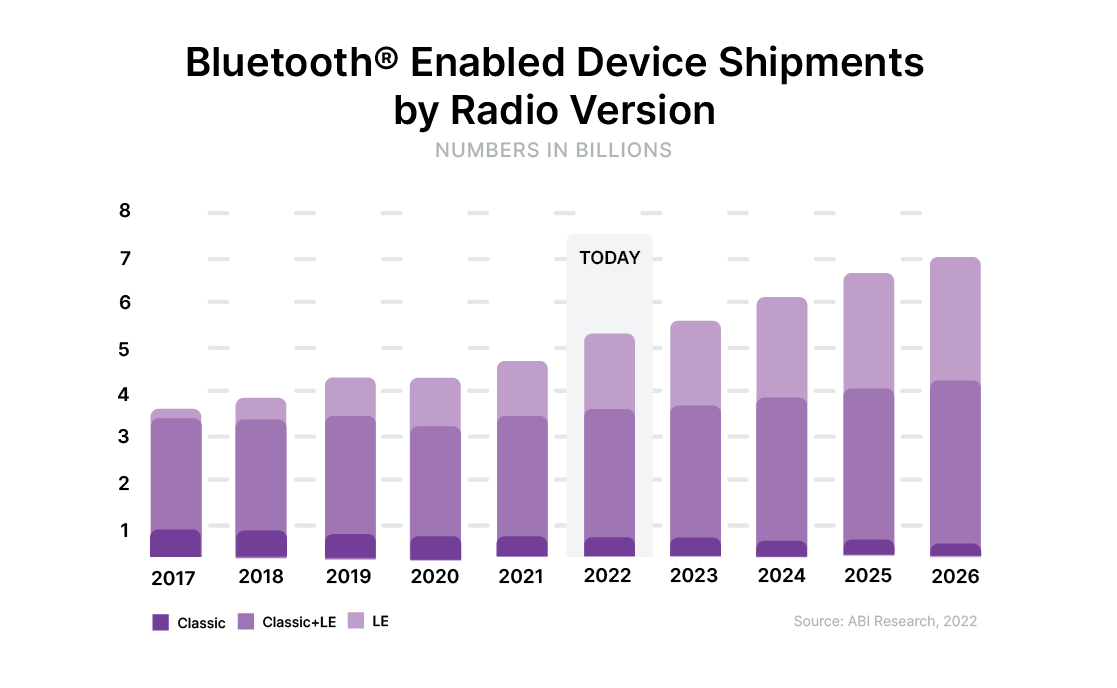 Bluetooth® Enabled Device Shipments
by Radio Version
NUMBERS IN BILLIONS
8
7
TODAY
6
5
4
3
2
1
2017 2018 2019 2020 2021 2022 2023 2024 2025 2026
Classic Classic+LE LE
Source: ABI Research, 2022